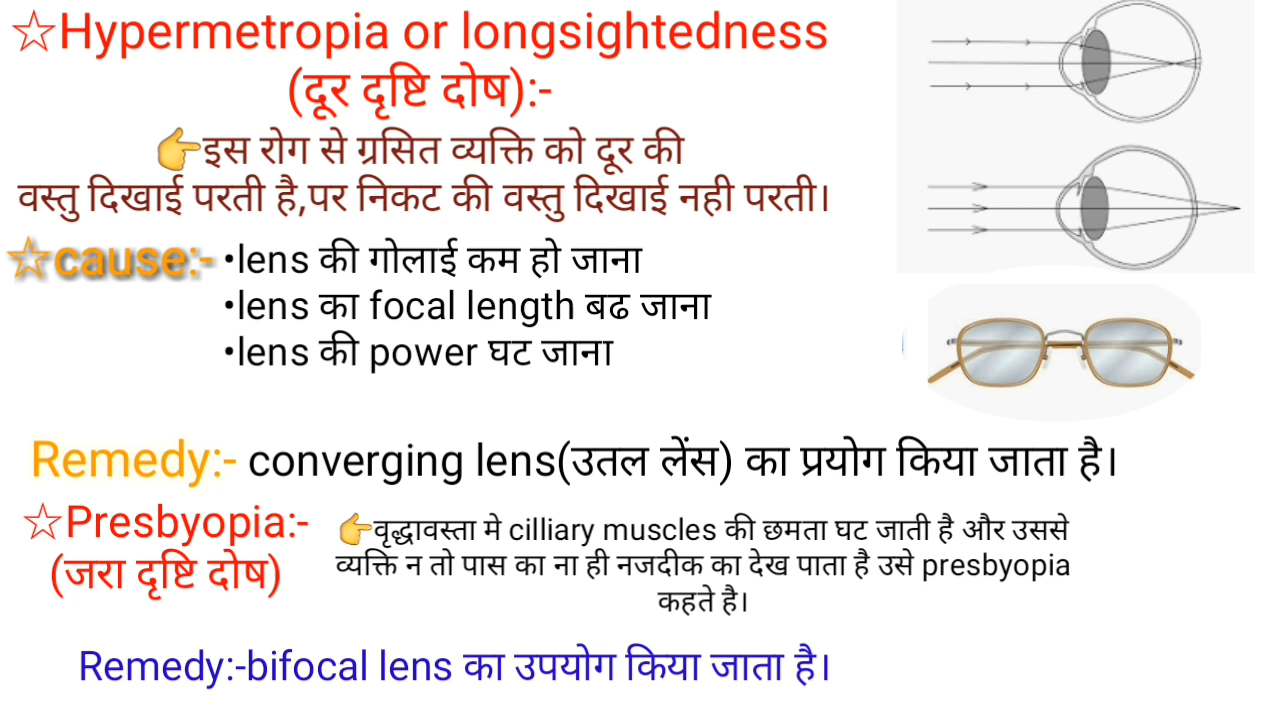 ☆Hypermetropia or longsightedness
(दूर दृष्टि दोष):-
👉इस रोग से ग्रसित व्यक्ति को दूर की
वस्तु दिखाई परती है,पर निकट की वस्तु दिखाई नही परती।
☆cause:- •lens की गोलाई कम हो जाना
•lens का focal length बढ जाना
•lens की power घट जाना
Remedy:- converging lens(उतल लेंस) का प्रयोग किया जाता है।
☆Presbyopia:-
(जरा दृष्टि दोष)
👉वृद्धावस्ता मे cilliary muscles की छमता घट जाती है और उससे
व्यक्ति न तो पास का ना ही नजदीक का देख पाता है उसे presbyopia
कहते है।
Remedy:-bifocal lens का उपयोग किया जाता है।